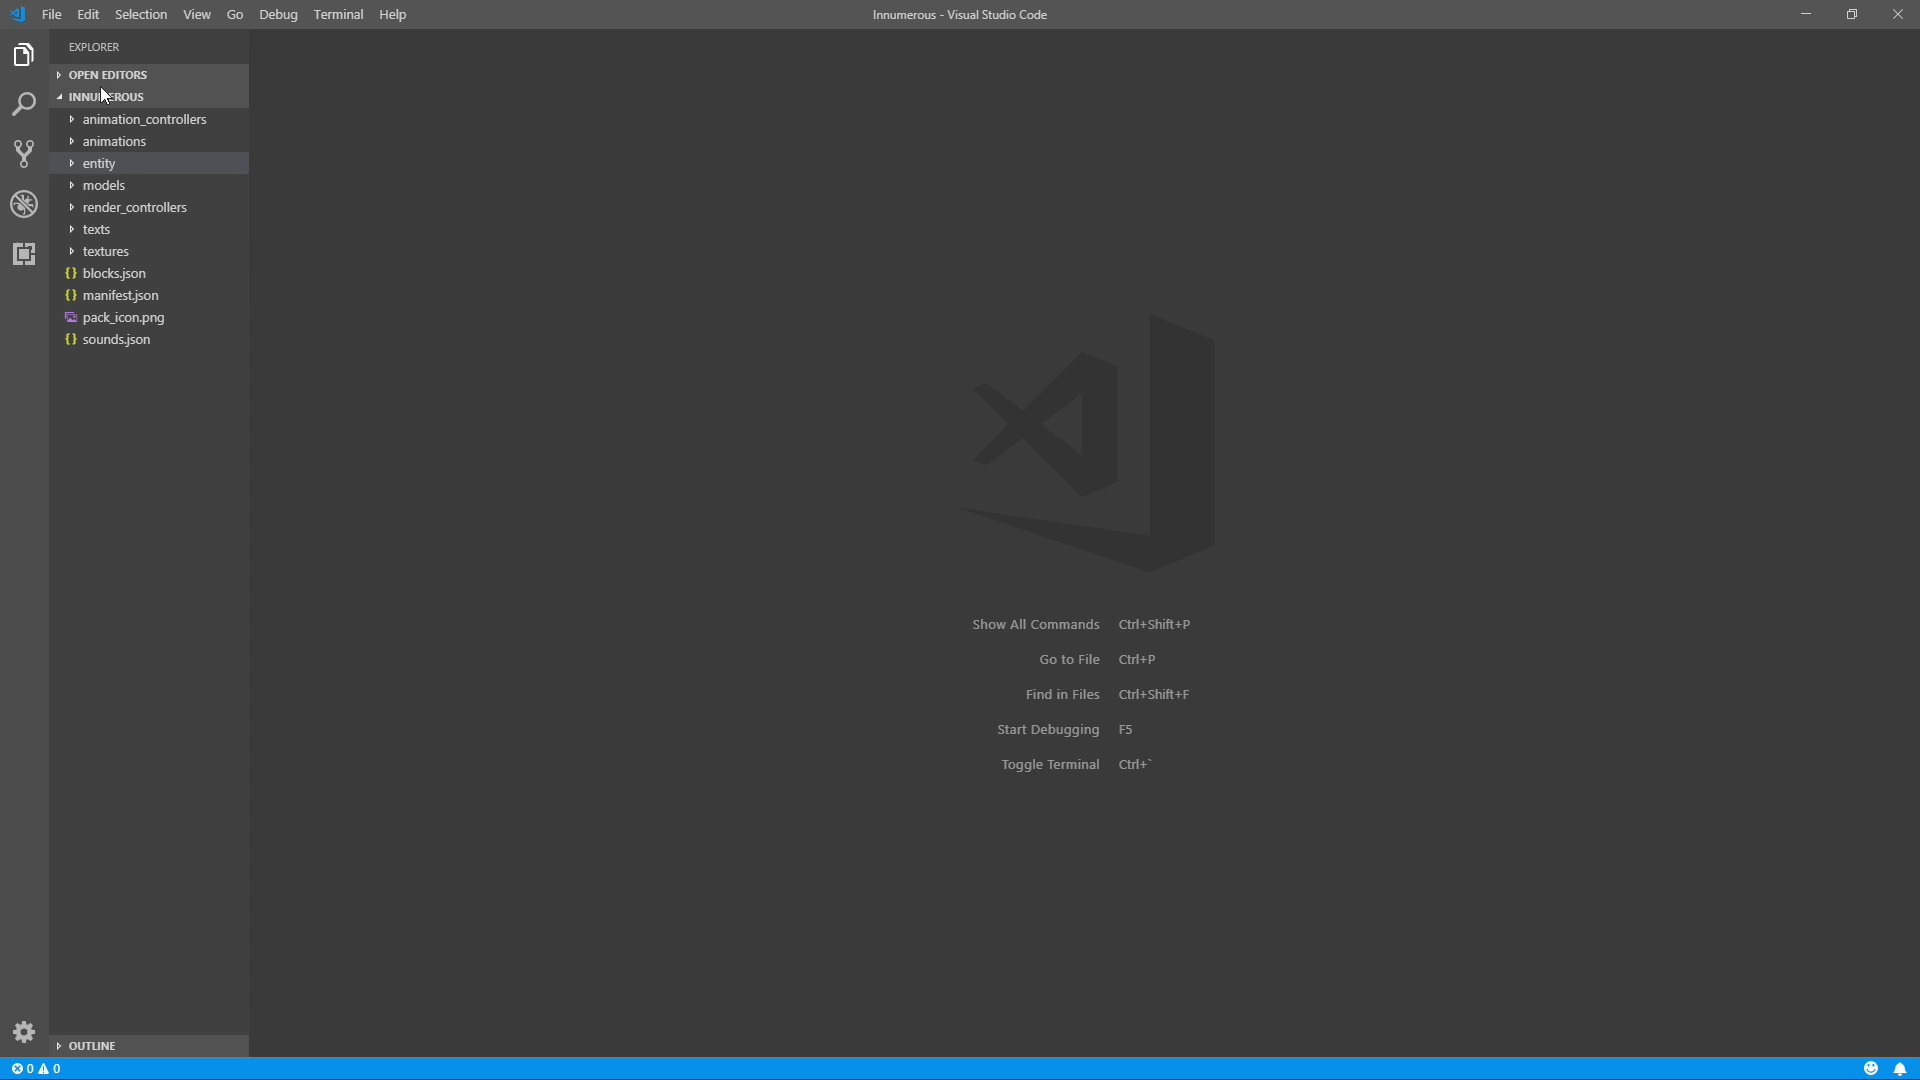 File Edit Selection View Go Debug Terminal Help
Innumerous - Visual Studio Code
EXPLORER
OPEN EDITORS
INNUMEROUS
animation_controllers
animations
entity
models
render_controllers
texts
textures
{} blocks.json
{} manifest.json
pack_icon.png
{} sounds.json
Show All Commands Ctrl+Shift+P
Go to File Ctrl+P
Find in Files Ctrl+Shift+F
Start Debugging F5
Toggle Terminal Ctrl+`
OUTLINE
0 0